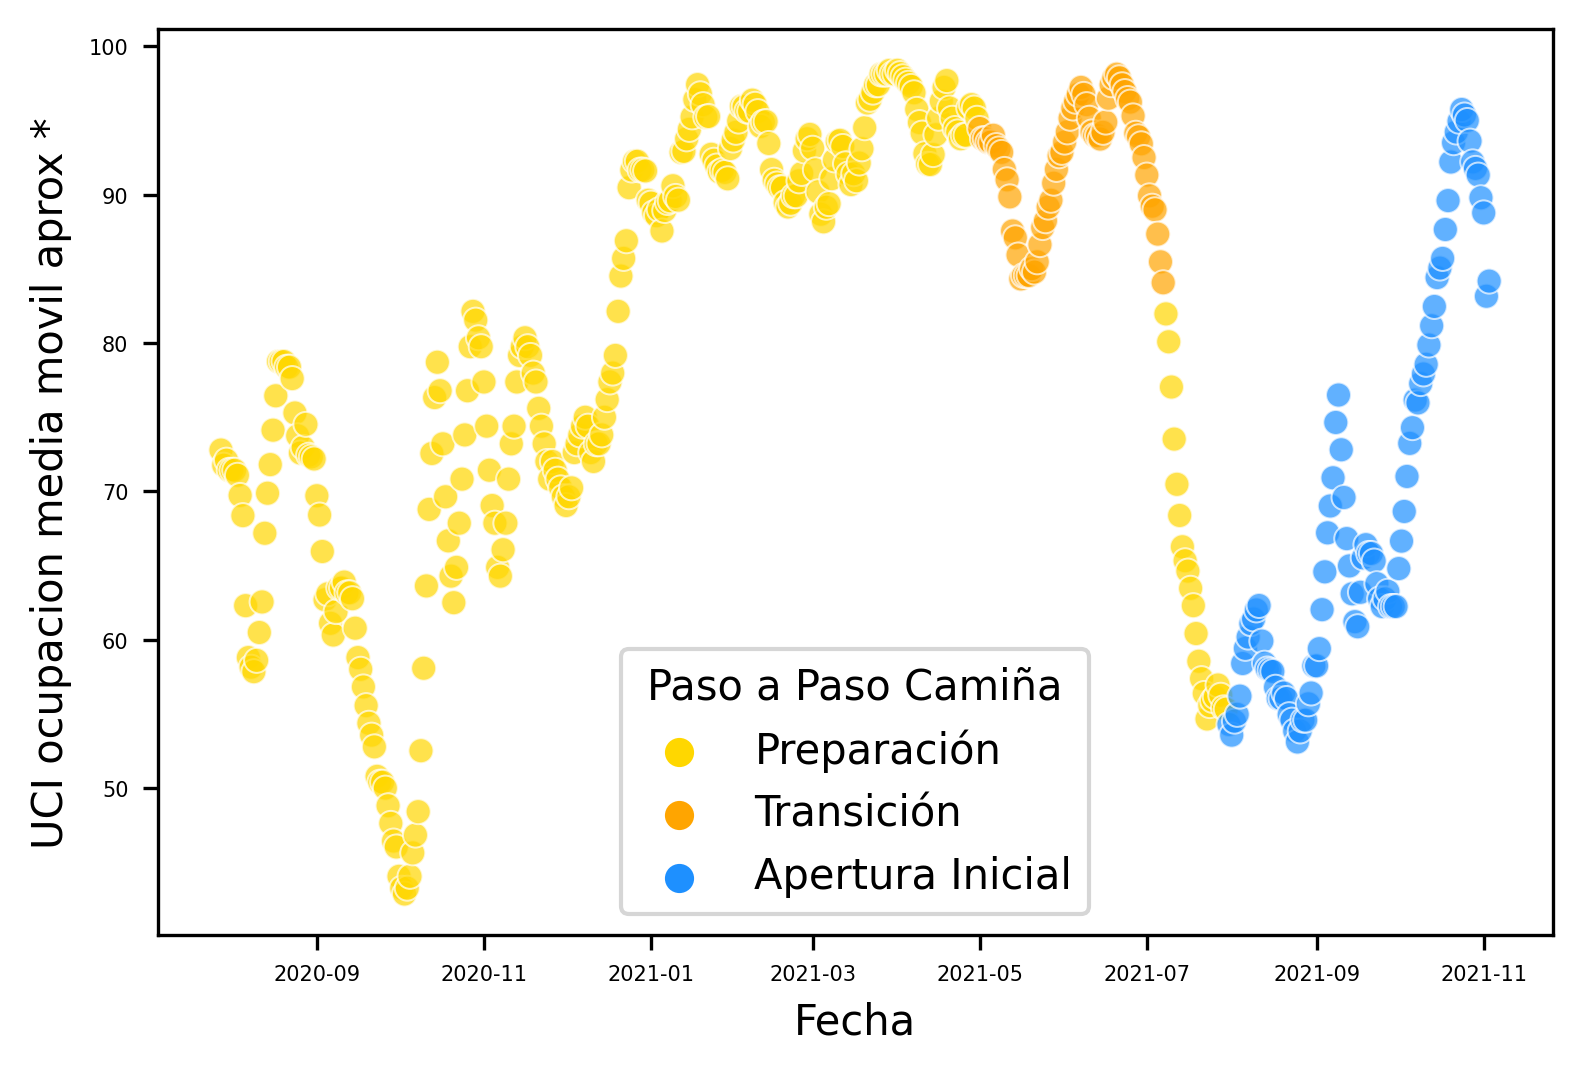 UCI ocupacion media movil aprox *
100
90
80
70
60
50
Paso a Paso Camiña
Preparación
Transición
Apertura Inicial
2020-09 2020-11 2021-01 2021-03 2021-05 2021-07 2021-09 2021-11
Fecha